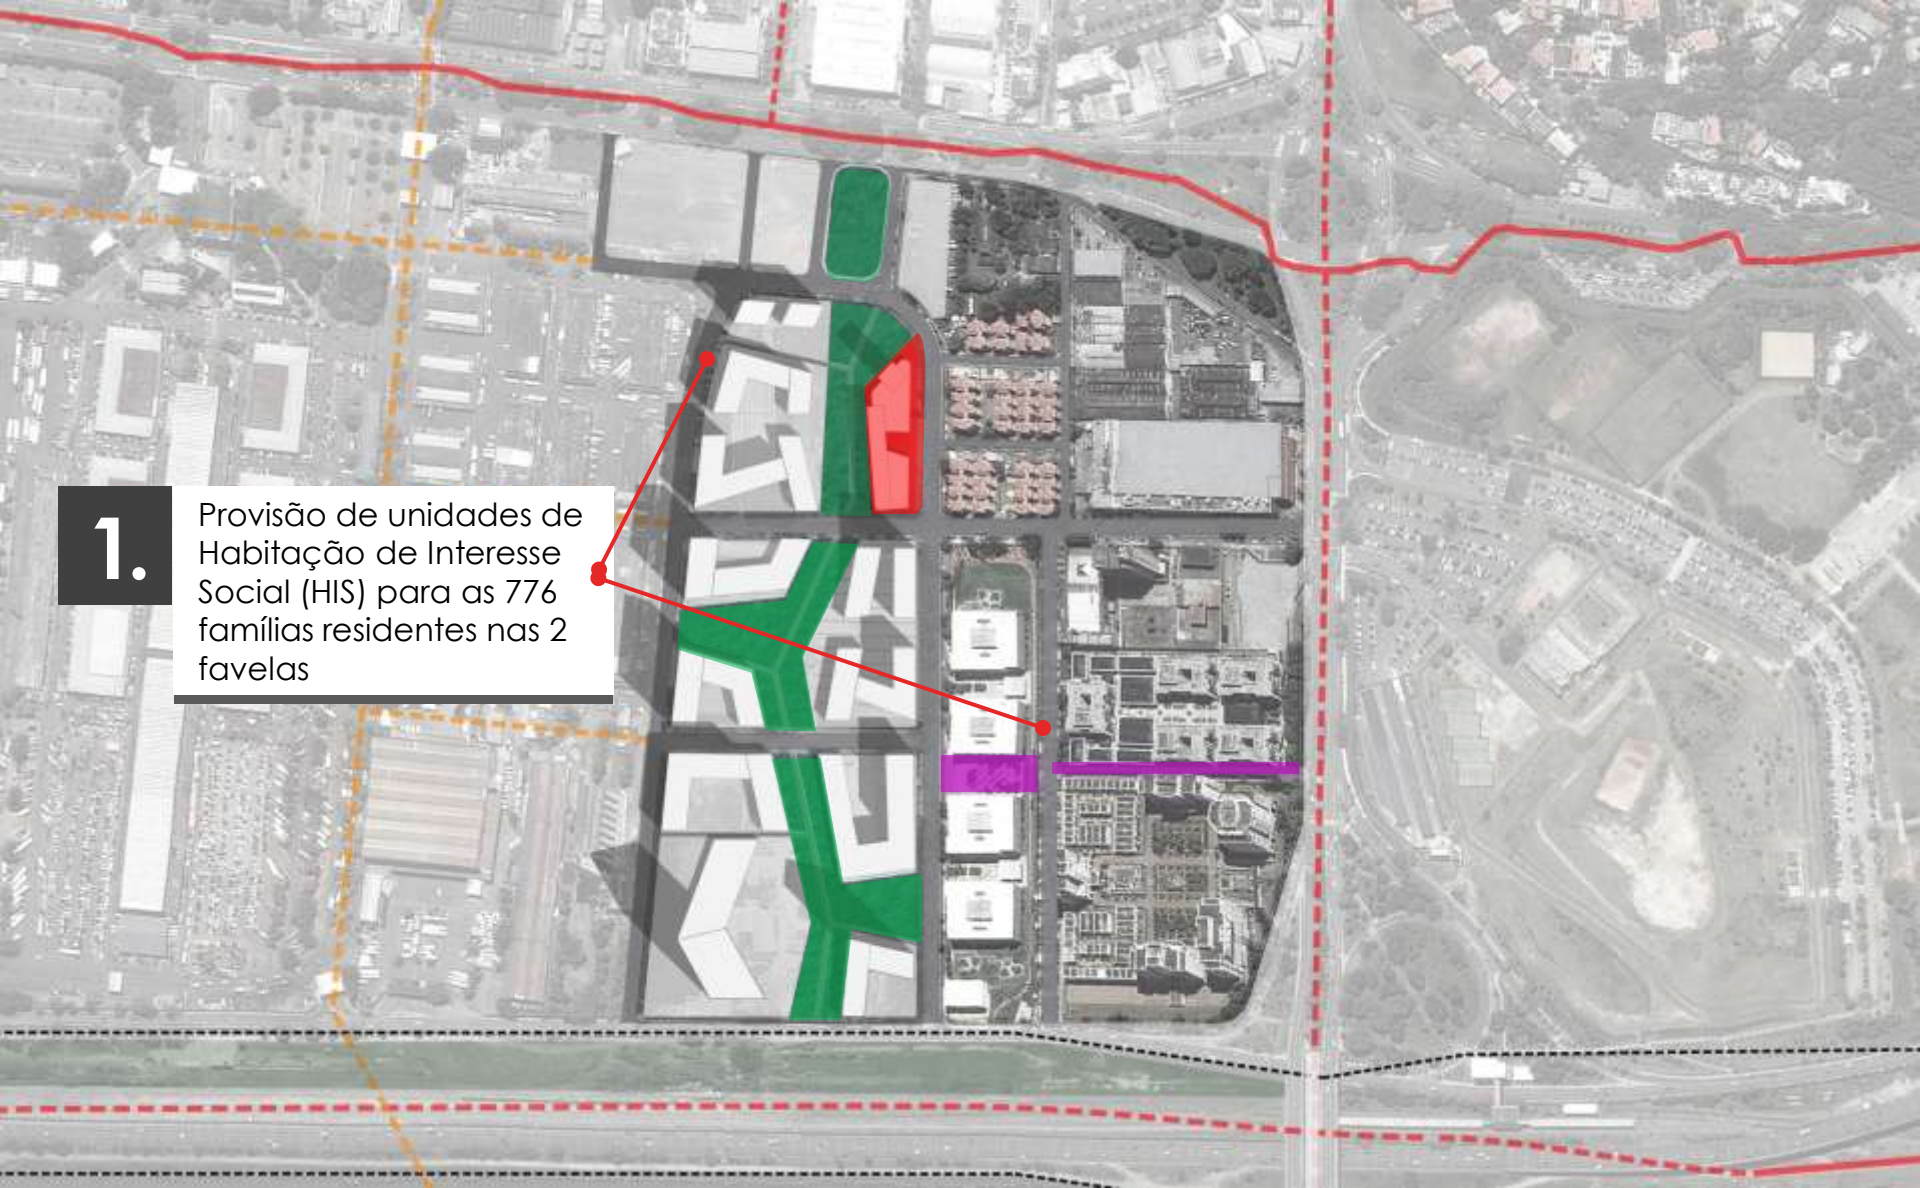 1.
Provisão de unidades de
Habitação de Interesse
Social (HIS) para as 776
famílias residentes nas 2
favelas